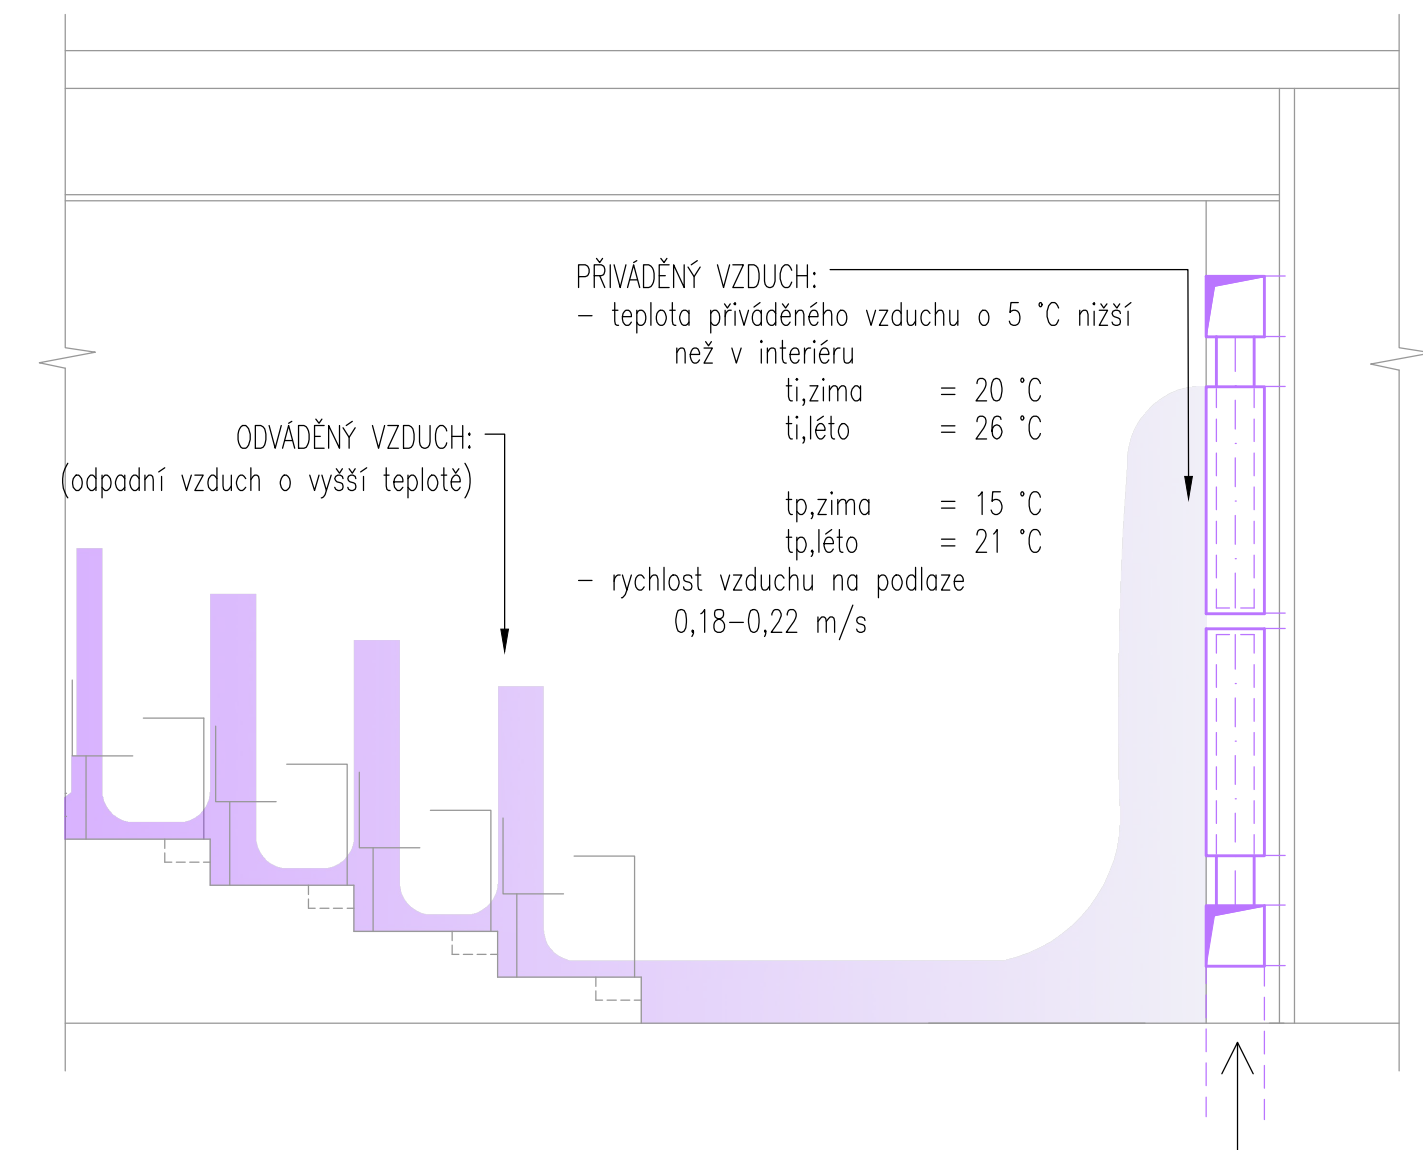 PŘIVÁDĚNÝ VZDUCH:
– teplota přiváděného vzduchu o 5 °C nižší
než v interiéru
ti,zima = 20 °C
ti,léto = 26 °C
tp,zima = 15 °C
tp,léto = 21 °C
– rychlost vzduchu na podlaze
0,18–0,22 m/s
ODVÁDĚNÝ VZDUCH:
(odpadní vzduch o vyšší teplotě)